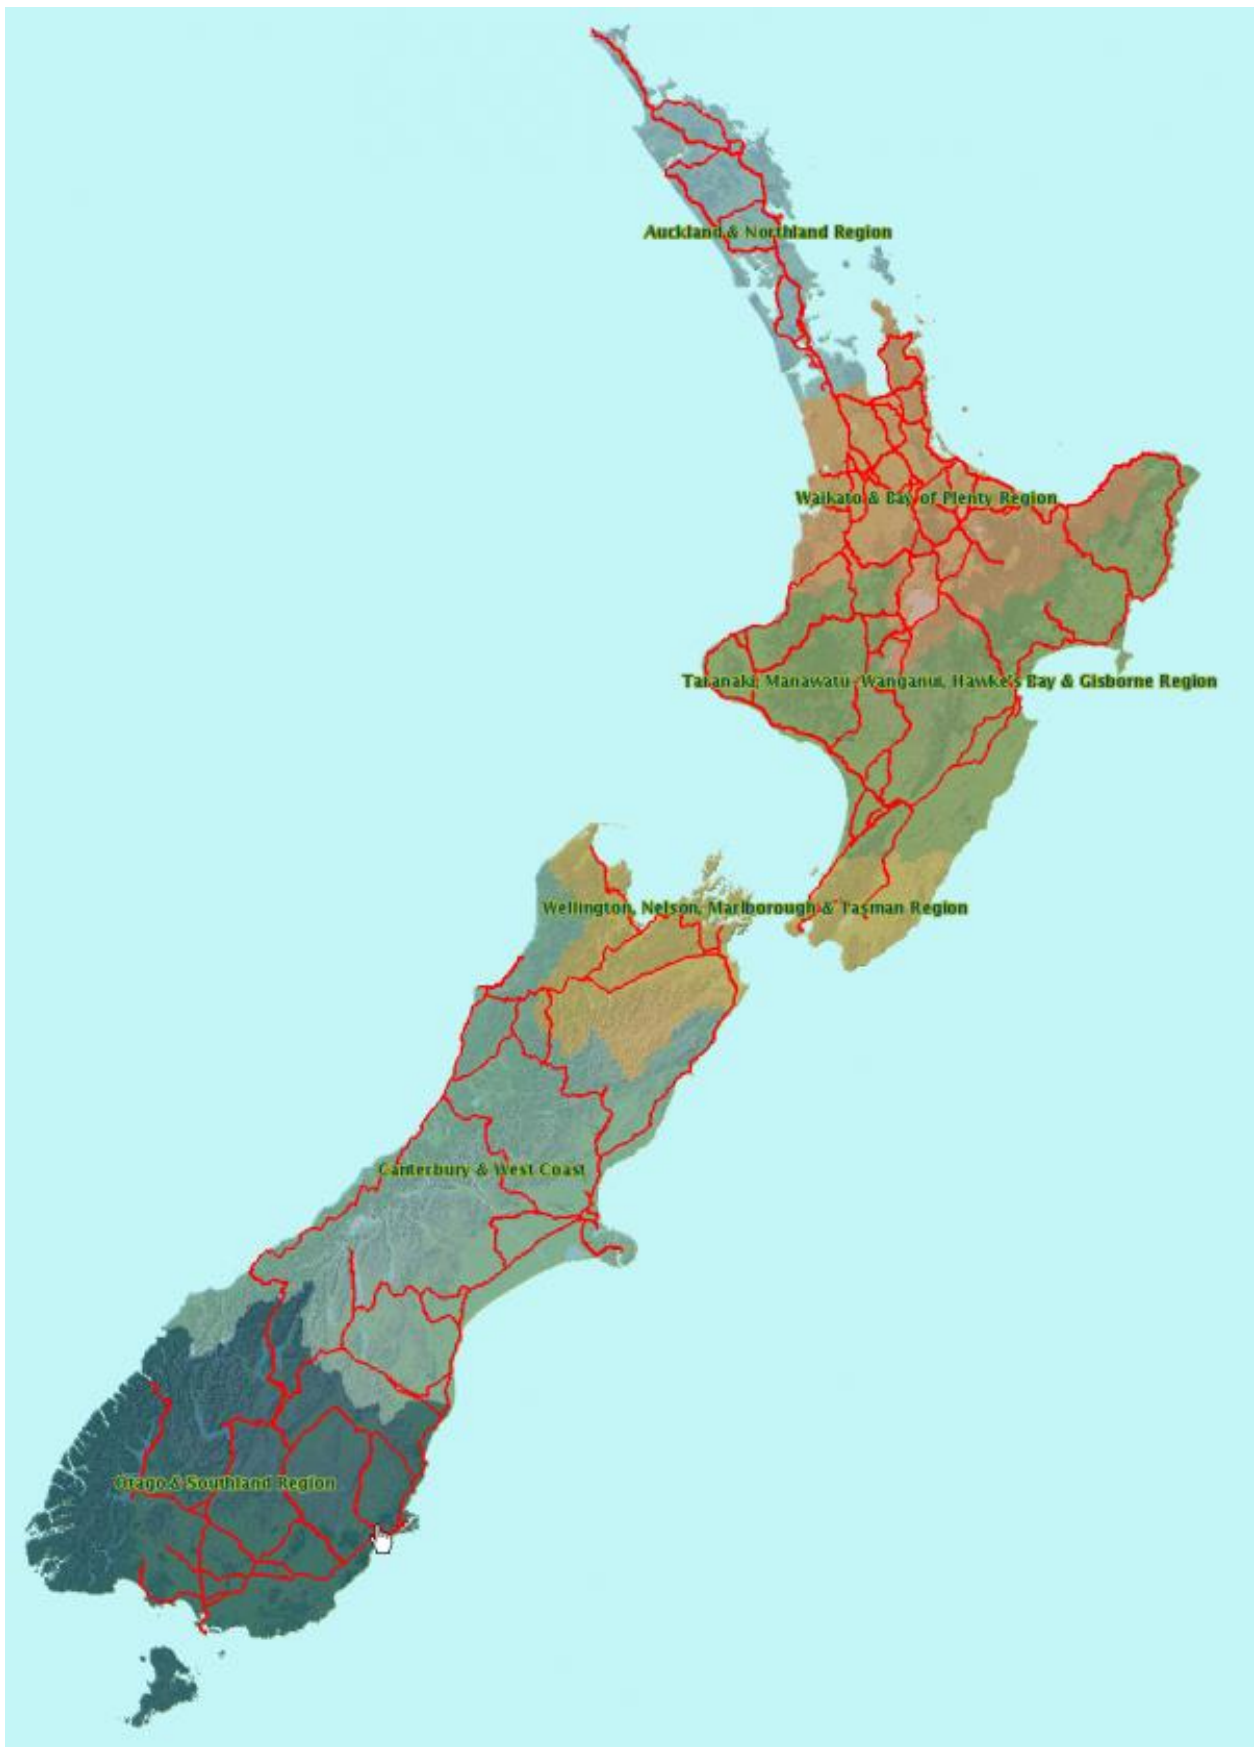 Auckland & Northland Region
Waikato & Bay of Plenty Region
Taranaki, Manawatu-Wanganui, Hawke's Bay & Gisborne Region
Wellington, Nelson, Marlborough & Tasman Region
Canterbury & West Coast
Otago & Southland Region